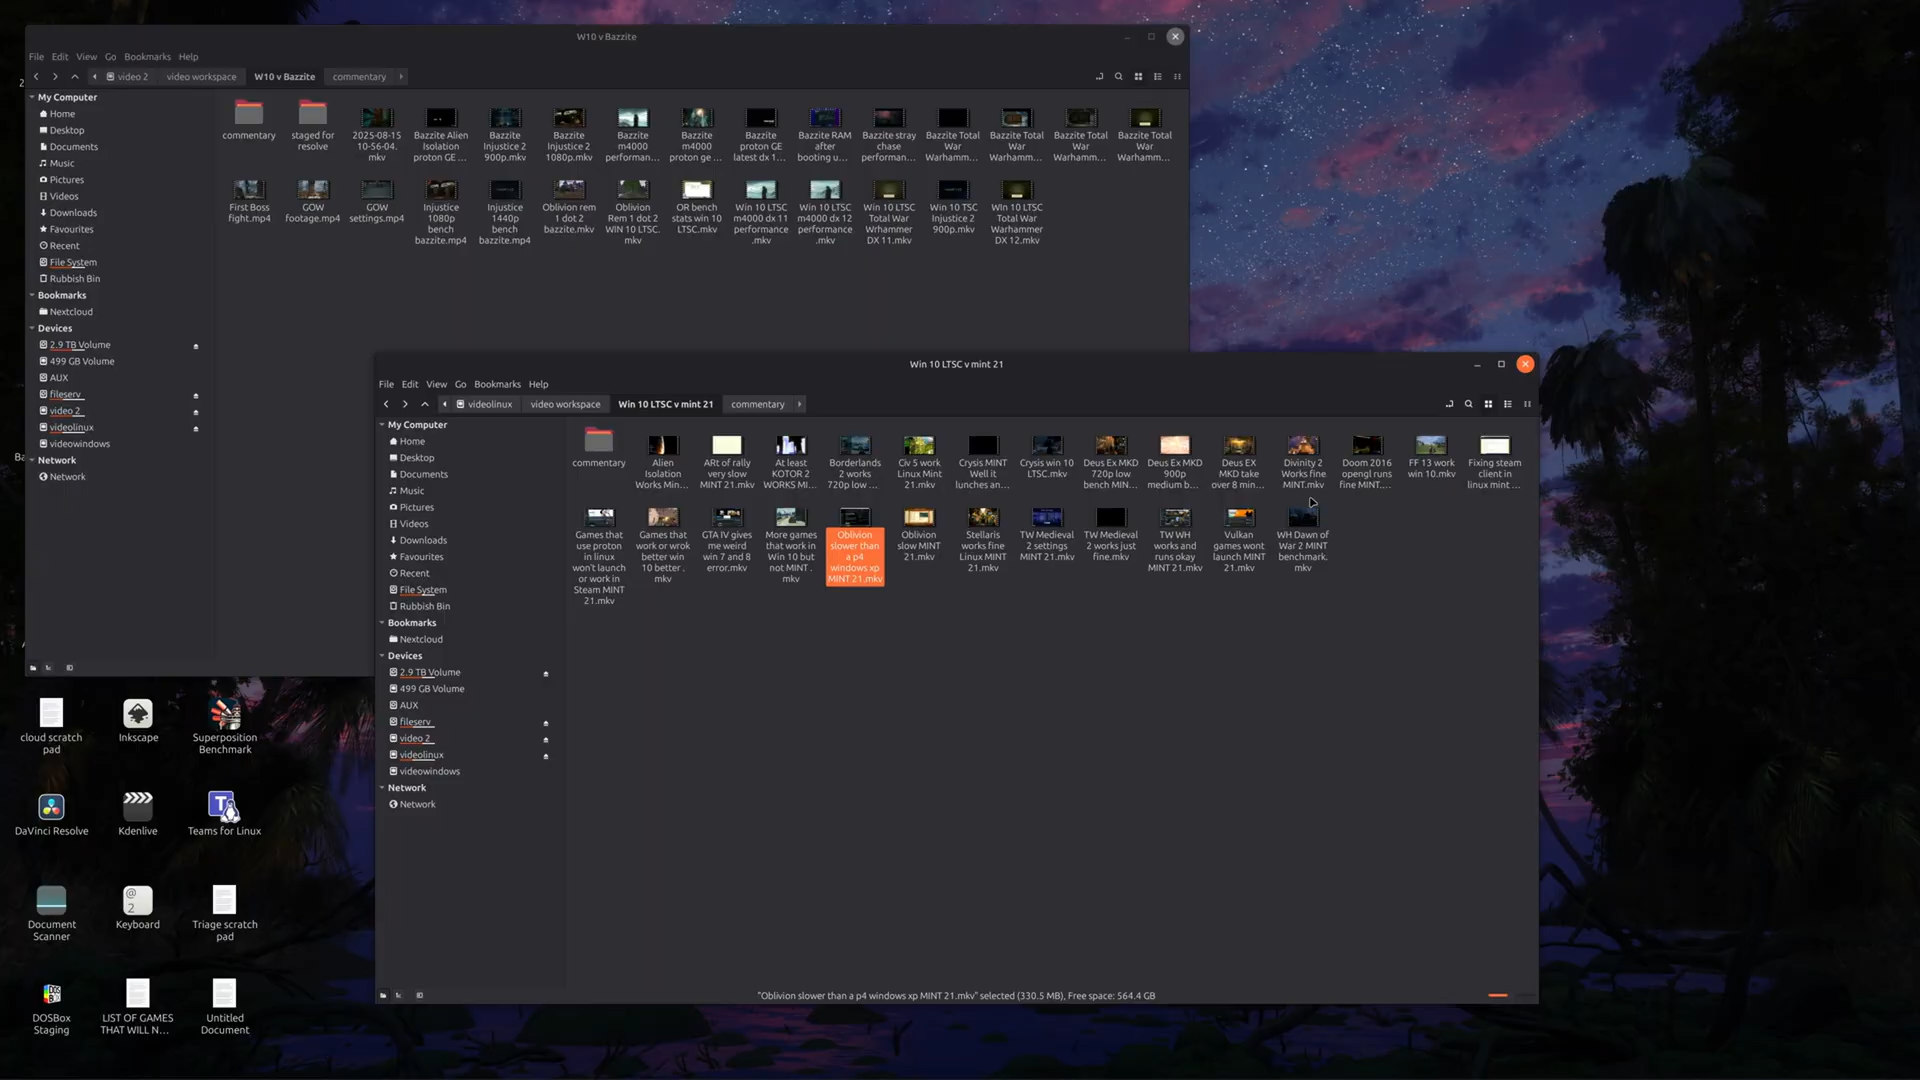 W10 v Bazzite
File Edit View Go Bookmarks Help
video 2 video workspace W10 v Bazzite commentary
My Computer
Home
Desktop
Documents
Music
Pictures
Videos
Downloads
Favourites
Recent
File System
Rubbish Bin
Bookmarks
Nextcloud
Devices
2.9 TB Volume
499 GB Volume
AUX
fileserv
video 2
videolinux
videowindows
Network
Network
commentary
staged for
resolve
2025-08-15
10-56-04.
mkv
Bazzite Alien
Isolation
proton GE ...
Bazzite
Injustice 2
900p.mkv
Bazzite
Injustice 2
1080p.mkv
Bazzite
m4000
performan...
Bazzite
m4000
proton ge ...
Bazzite
proton GE
latest dx 1...
Bazzite RAM
after
booting u...
Bazzite stray
chase
performan...
Bazzite Total
War
Warhamm...
Bazzite Total
War
Warhamm...
Bazzite Total
War
Warhamm...
Bazzite Total
War
Warhamm...
First Boss
fight.mp4
GOW
footage.mp4
GOW
settings.mp4
Injustice
1080p
bench
bazzite.mp4
Injustice
1440p
bench
bazzite.mp4
Oblivion rem
1 dot 2
bazzite.mkv
Oblivion
Rem 1 dot 2
WIN 10 LTSC.
mkv
OR bench
stats win 10
LTSC.mkv
Win 10 LTSC
m4000 dx 11
performance
.mkv
Win 10 LTSC
m4000 dx 12
performance
.mkv
Win 10 LTSC
Total War
Wrhammer
DX 11.mkv
Win 10 TSC
Injustice 2
900p.mkv
WIn 10 LTSC
Total War
Warhammer
DX 12.mkv
Win 10 LTSC v mint 21
File Edit View Go Bookmarks Help
videolinux video workspace Win 10 LTSC v mint 21 commentary
My Computer
Home
Desktop
Documents
Music
Pictures
Videos
Downloads
Favourites
Recent
File System
Rubbish Bin
Bookmarks
Nextcloud
Devices
2.9 TB Volume
499 GB Volume
AUX
fileserv
video 2
videolinux
videowindows
Network
Network
commentary
Alien
Isolation
Works Min...
ARt of rally
very slow
MINT 21.mkv
At least
KOTOR 2
WORKS MI...
Borderlands
2 works
720p low ...
Civ 5 work
Linux Mint
21.mkv
Crysis MINT
Well it
lunches an...
Crysis win 10
LTSC.mkv
Deus Ex MKD
720p low
bench MIN...
Deus Ex MKD
900p
medium b...
Deus EX
MKD take
over 8 min...
Divinity 2
Works fine
MINT.mkv
Doom 2016
opengl runs
fine MINT....
FF 13 work
win 10.mkv
Fixing steam
client in
linux mint ...
Games that
use proton
in linux
won't launch
or work in
Steam MINT
21.mkv
Games that
work or wrok
better win
10 better .
mkv
GTA IV gives
me weird
win 7 and 8
error.mkv
More games
that work in
Win 10 but
not MINT .
mkv
Oblivion
slower than
a p4
windows xp
MINT 21.mkv
Oblivion
slow MINT
21.mkv
Stellaris
works fine
Linux MINT
21.mkv
TW Medieval
2 settings
MINT 21.mkv
TW Medieval
2 works just
fine.mkv
TW WH
works and
runs okay
MINT 21.mkv
Vulkan
games wont
launch MINT
21.mkv
WH Dawn of
War 2 MINT
benchmark.
mkv
"Oblivion slower than a p4 windows xp MINT 21.mkv" selected (330.5 MB), Free space: 564.4 GB
cloud scratch
pad
Inkscape
Superposition
Benchmark
DaVinci Resolve
Kdenlive
Teams for Linux
Document
Scanner
Keyboard
Triage scratch
pad
DOSBox
Staging
LIST OF GAMES
THAT WILL N...
Untitled
Document